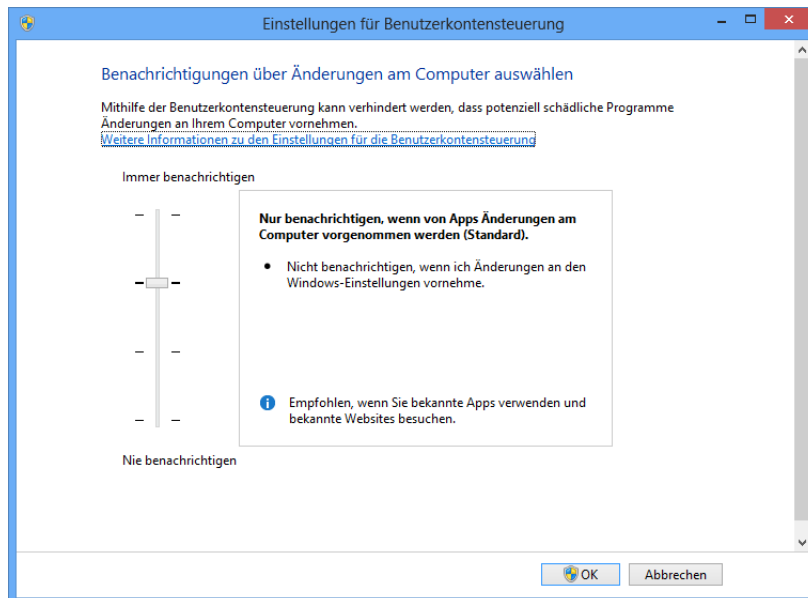 Einstellungen für Benutzerkontensteuerung
Benachrichtigungen über Änderungen am Computer auswählen
Mithilfe der Benutzerkontensteuerung kann verhindert werden, dass potenziell schädliche Programme
Änderungen an Ihrem Computer vornehmen.
Weitere Informationen zu den Einstellungen für die Benutzerkontensteuerung
Immer benachrichtigen
Nur benachrichtigen, wenn von Apps Änderungen am
Computer vorgenommen werden (Standard).
• Nicht benachrichtigen, wenn ich Änderungen an den
Windows-Einstellungen vornehme.
Empfohlen, wenn Sie bekannte Apps verwenden und
bekannte Websites besuchen.
Nie benachrichtigen
OK
Abbrechen